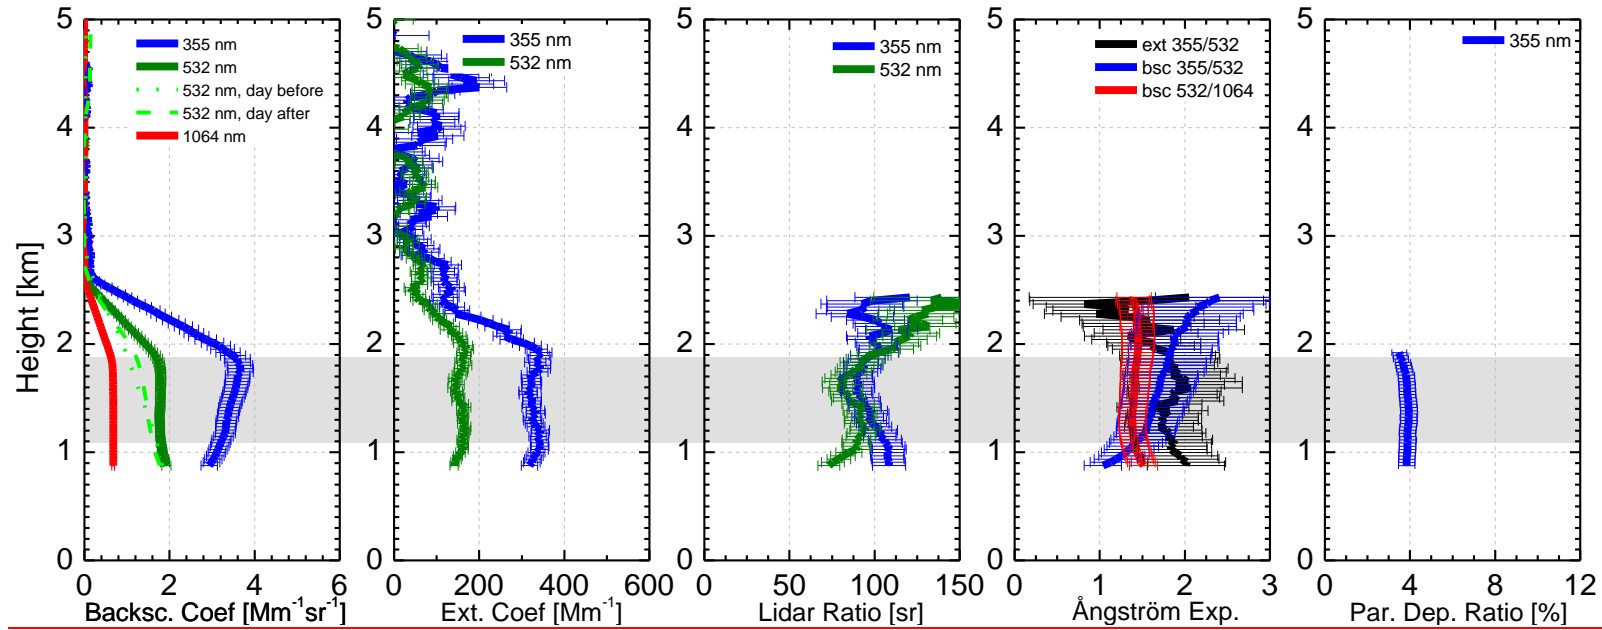 355 nm
532 nm
532 nm, day before
532 nm, day after
1064 nm
5
4
3
2
1
0
0 2 4 6
Height [km]
Backsc. Coef [Mm⁻¹sr⁻¹]
355 nm
532 nm
5
4
3
2
1
0
0 200 400 600
Ext. Coef [Mm⁻¹]
355 nm
532 nm
5
4
3
2
1
0
0 50 100 150
Lidar Ratio [sr]
ext 355/532
bsc 355/532
bsc 532/1064
5
4
3
2
1
0
0 1 2 3
Ångström Exp.
355 nm
5
4
3
2
1
0
0 4 8 12
Par. Dep. Ratio [%]